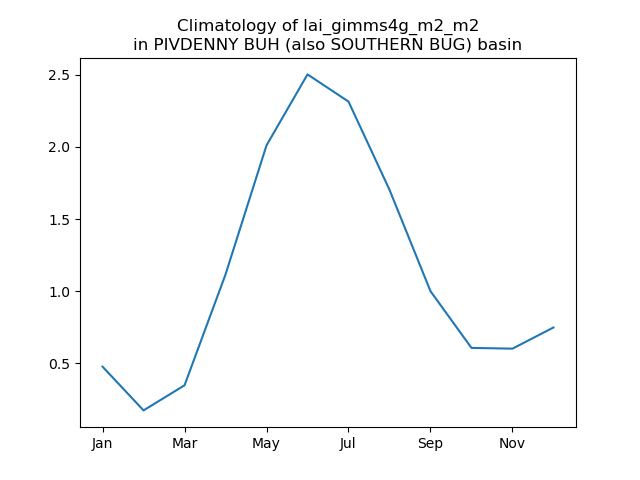 Climatology of lai_gimms4g_m2_m2
in PIVDENNY BUH (also SOUTHERN BUG) basin
2.5
2.0
1.5
1.0
0.5
Jan Mar May Jul Sep Nov